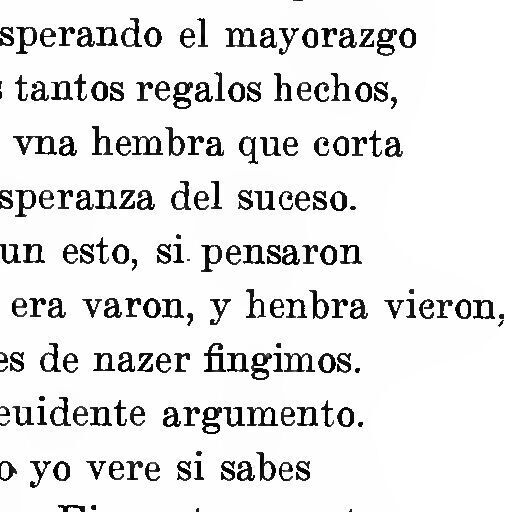 sperando el mayorazgo
tantos regalos hechos,
vna hembra que corta
speranza del suceso.
un esto, si pensaron
era varon, y henbra vieron,
es de nazer fingimos.
euidente argumento.
o yo vere si sabes